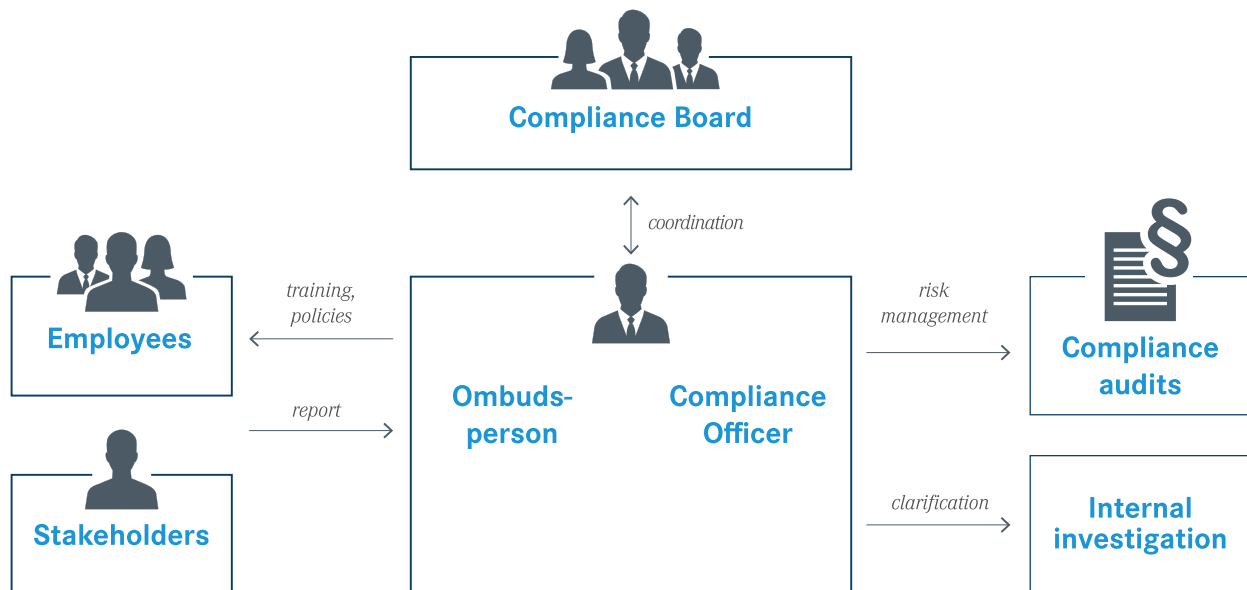 Compliance Board
coordination
training,
policies
risk
management
Employees
Compliance
audits
report
Ombuds-
person
Compliance
Officer
Stakeholders
clarification
Internal
investigation
§